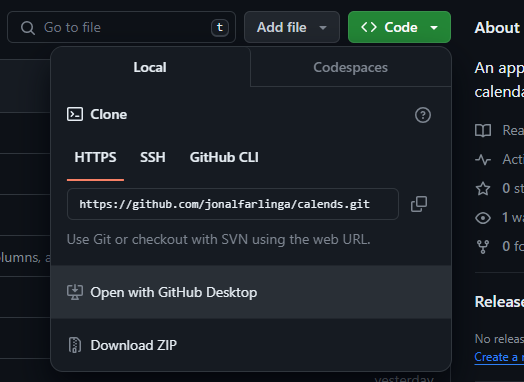 Go to file
t
Add file
Code
About
Local
Codespaces
An app
calenda
Clone
Rea
HTTPS
SSH
GitHub CLI
Acti
0 st
https://github.com/jonalfarlinga/calends.git
1 wa
Use Git or checkout with SVN using the web URL.
0 fo
olumns, a
Open with GitHub Desktop
Release
Download ZIP
No releas
Create a r
yesterday